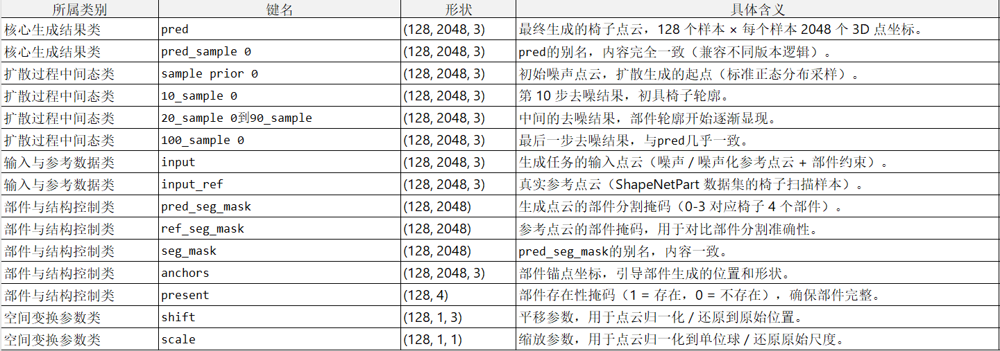 所属类别 键名 形状 具体含义
核心生成结果类 pred (128, 2048, 3) 最终生成的椅子点云，128 个样本 × 每个样本 2048 个 3D 点坐标。
核心生成结果类 pred_sample 0 (128, 2048, 3) pred的别名，内容完全一致（兼容不同版本逻辑）。
扩散过程中间态类 sample prior 0 (128, 2048, 3) 初始噪声点云，扩散生成的起点（标准正态分布采样）。
扩散过程中间态类 10_sample 0 (128, 2048, 3) 第 10 步去噪结果，初具椅子轮廓。
扩散过程中间态类 20_sample 0到90_sample (128, 2048, 3) 中间的去噪结果，部件轮廓开始逐渐显现。
扩散过程中间态类 100_sample 0 (128, 2048, 3) 最后一步去噪结果，与pred几乎一致。
输入与参考数据类 input (128, 2048, 3) 生成任务的输入点云（噪声 / 噪声化参考点云 + 部件约束）。
输入与参考数据类 input_ref (128, 2048, 3) 真实参考点云（ShapeNetPart 数据集的椅子扫描样本）。
部件与结构控制类 pred_seg_mask (128, 2048) 生成点云的部件分割掩码（0-3 对应椅子 4 个部件）。
部件与结构控制类 ref_seg_mask (128, 2048) 参考点云的部件掩码，用于对比部件分割准确性。
部件与结构控制类 seg_mask (128, 2048) pred_seg_mask的别名，内容一致。
部件与结构控制类 anchors (128, 2048, 3) 部件锚点坐标，引导部件生成的位置和形状。
部件与结构控制类 present (128, 4) 部件存在性掩码（1 = 存在，0 = 不存在），确保部件完整。
空间变换参数类 shift (128, 1, 3) 平移参数，用于点云归一化 / 还原到原始位置。
空间变换参数类 scale (128, 1, 1) 缩放参数，用于点云归一化到单位球 / 还原原始尺度。